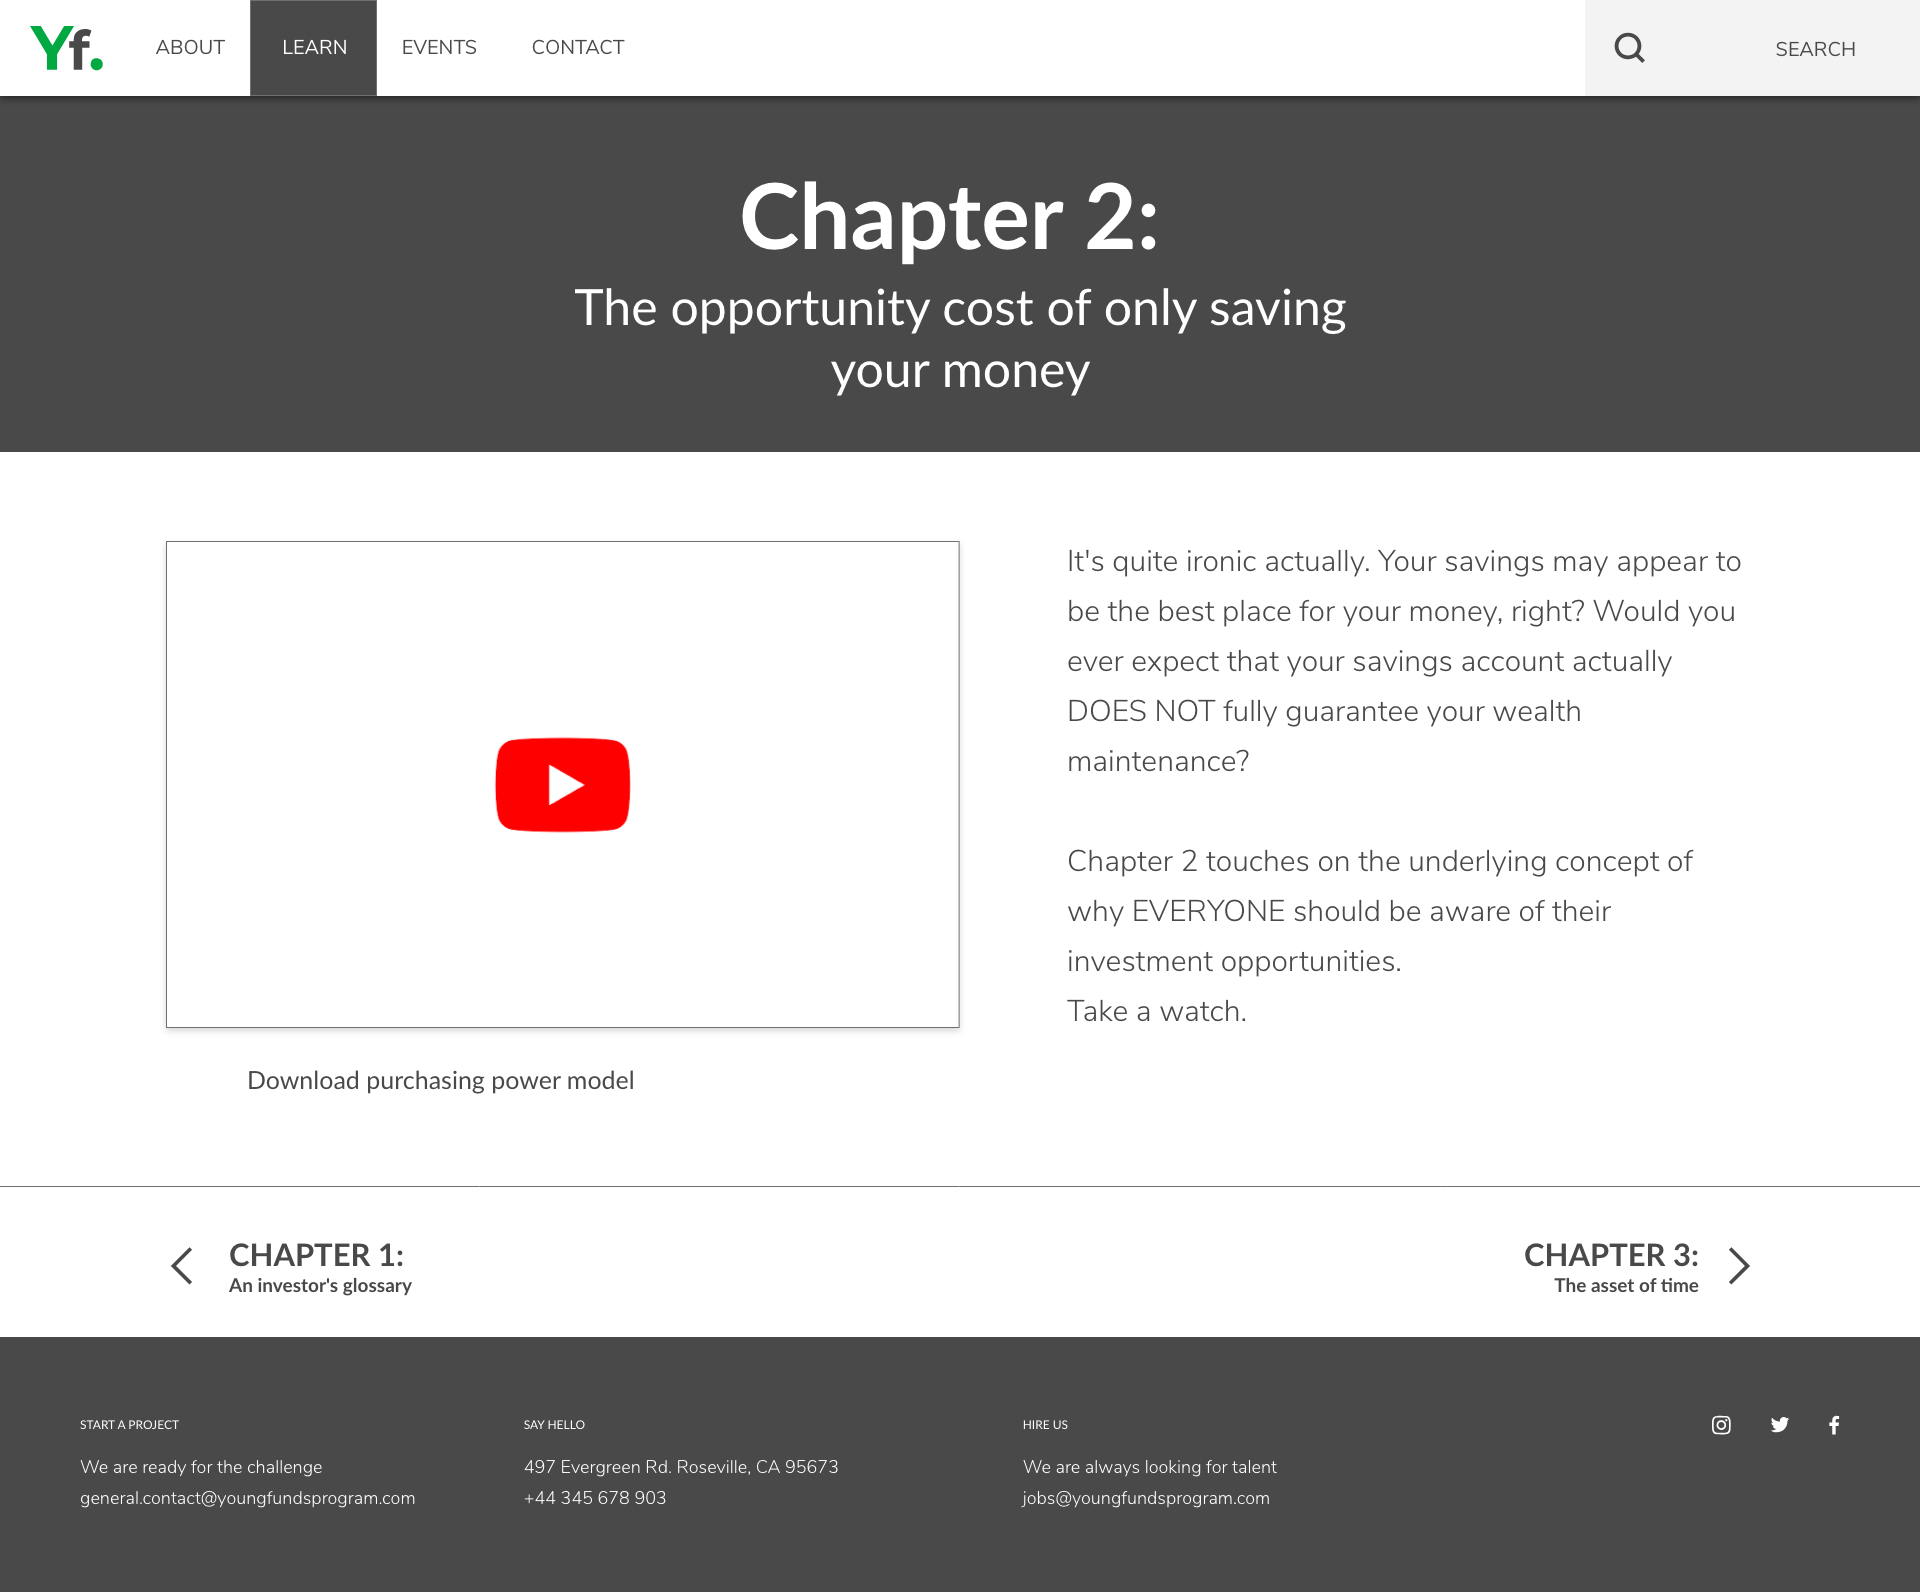 Yf.
ABOUT
LEARN
EVENTS
CONTACT
SEARCH
Chapter 2:
The opportunity cost of only saving
your money
It's quite ironic actually. Your savings may appear to
be the best place for your money, right? Would you
ever expect that your savings account actually
DOES NOT fully guarantee your wealth
maintenance?
Chapter 2 touches on the underlying concept of
why EVERYONE should be aware of their
investment opportunities.
Take a watch.
Download purchasing power model
CHAPTER 1:
An investor's glossary
CHAPTER 3:
The asset of time
START A PROJECT
We are ready for the challenge
general.contact@youngfundsprogram.com
SAY HELLO
497 Evergreen Rd. Roseville, CA 95673
+44 345 678 903
HIRE US
We are always looking for talent
jobs@youngfundsprogram.com